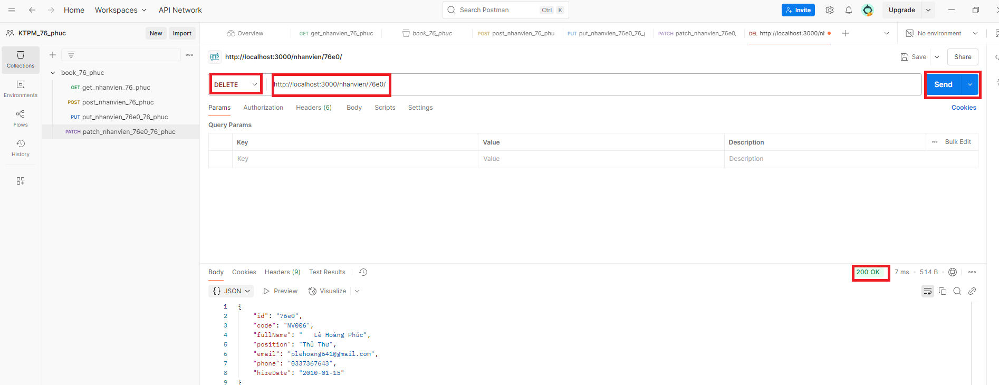 Home Workspaces API Network Search Postman Ctrl K Invite Upgrade
KTPM_76_phuc New Import Overview GET get_nhanvien_76_phuc book_76_phuc POST post_nhanvien_76_phu PUT put_nhanvien_76e0_76_ PATCH patch_nhanvien_76e0_ DEL http://localhost:3000/nh No environment
Collections
Environments
Flows
History
book_76_phuc
GET get_nhanvien_76_phuc
POST post_nhanvien_76_phuc
PUT put_nhanvien_76e0_76_phuc
PATCH patch_nhanvien_76e0_76_phuc
HTTP http://localhost:3000/nhanvien/76e0/ Save Share
DELETE http://localhost:3000/nhanvien/76e0/ Send
Params Authorization Headers (6) Body Scripts Settings Cookies
Query Params
Key Value Description Bulk Edit
Key Value Description
Body Cookies Headers (9) Test Results 200 OK 7 ms 514 B
{} JSON Preview Visualize
1 {
2 "id": "76e0",
3 "code": "NV006",
4 "fullName": "   Lê Hoàng Phúc",
5 "position": "Thủ Thư",
6 "email": "plehoang641@gmail.com",
7 "phone": "0337367643",
8 "hireDate": "2010-01-15"
9 }